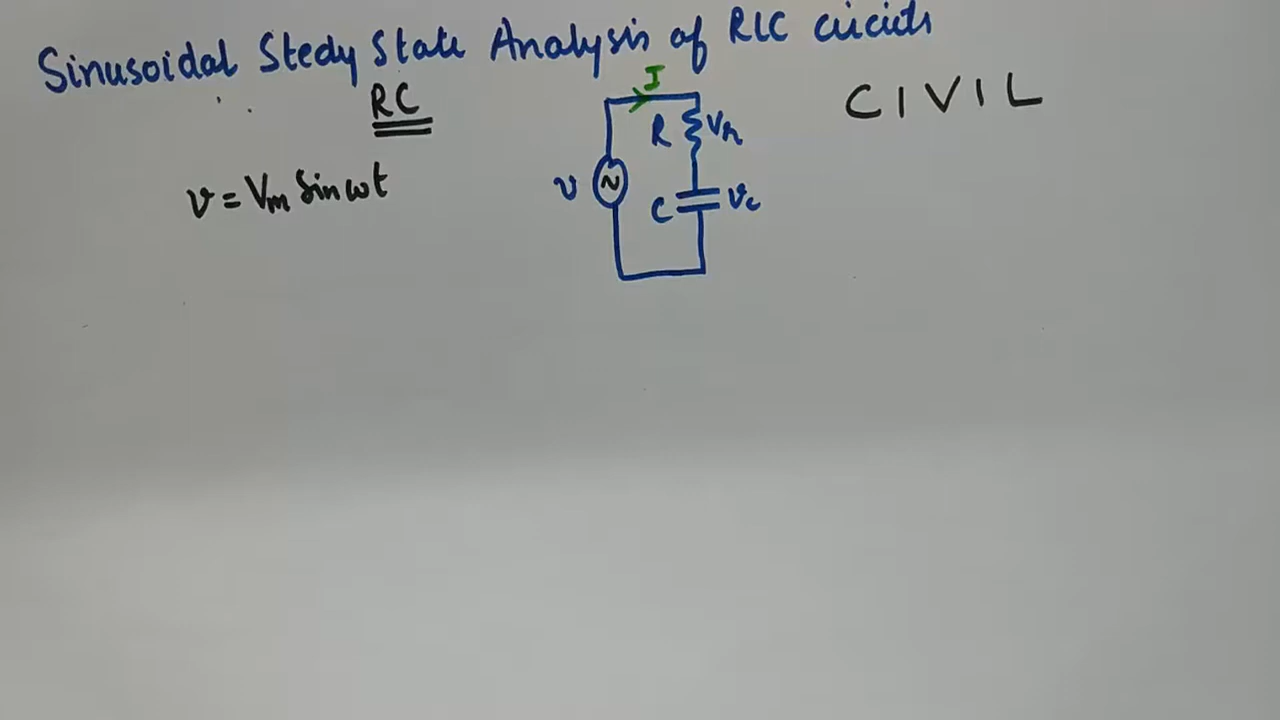 Sinusoidal Stedy State Analysis of RLC circuits
RC
I
CIVIL
R
VR
v = Vm Sin ωt
v
C
vc